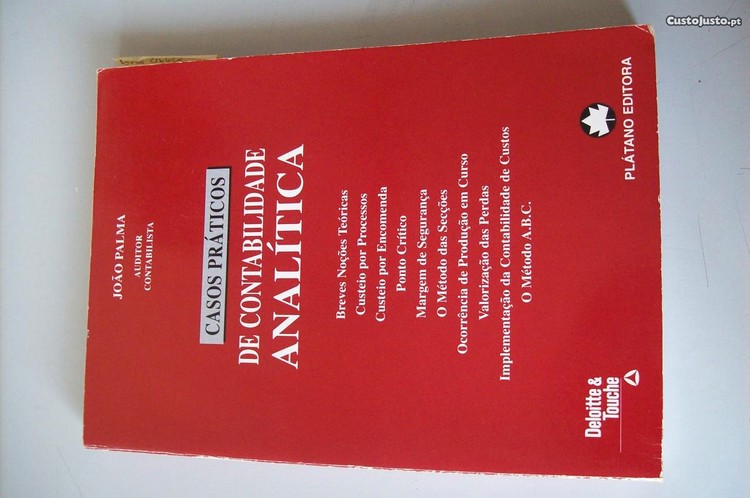 JOÃO PALMA
AUDITOR
CONTABILISTA
CASOS PRÁTICOS
DE CONTABILIDADE
ANALÍTICA
Breves Noções Teóricas
Custeio por Processos
Custeio por Encomenda
Ponto Crítico
Margem de Segurança
O Método das Secções
Ocorrência de Produção em Curso
Valorização das Perdas
Implementação da Contabilidade de Custos
O Método A.B.C.
Deloitte &
Touche
PLÁTANO EDITORA
CustoJusto.pt